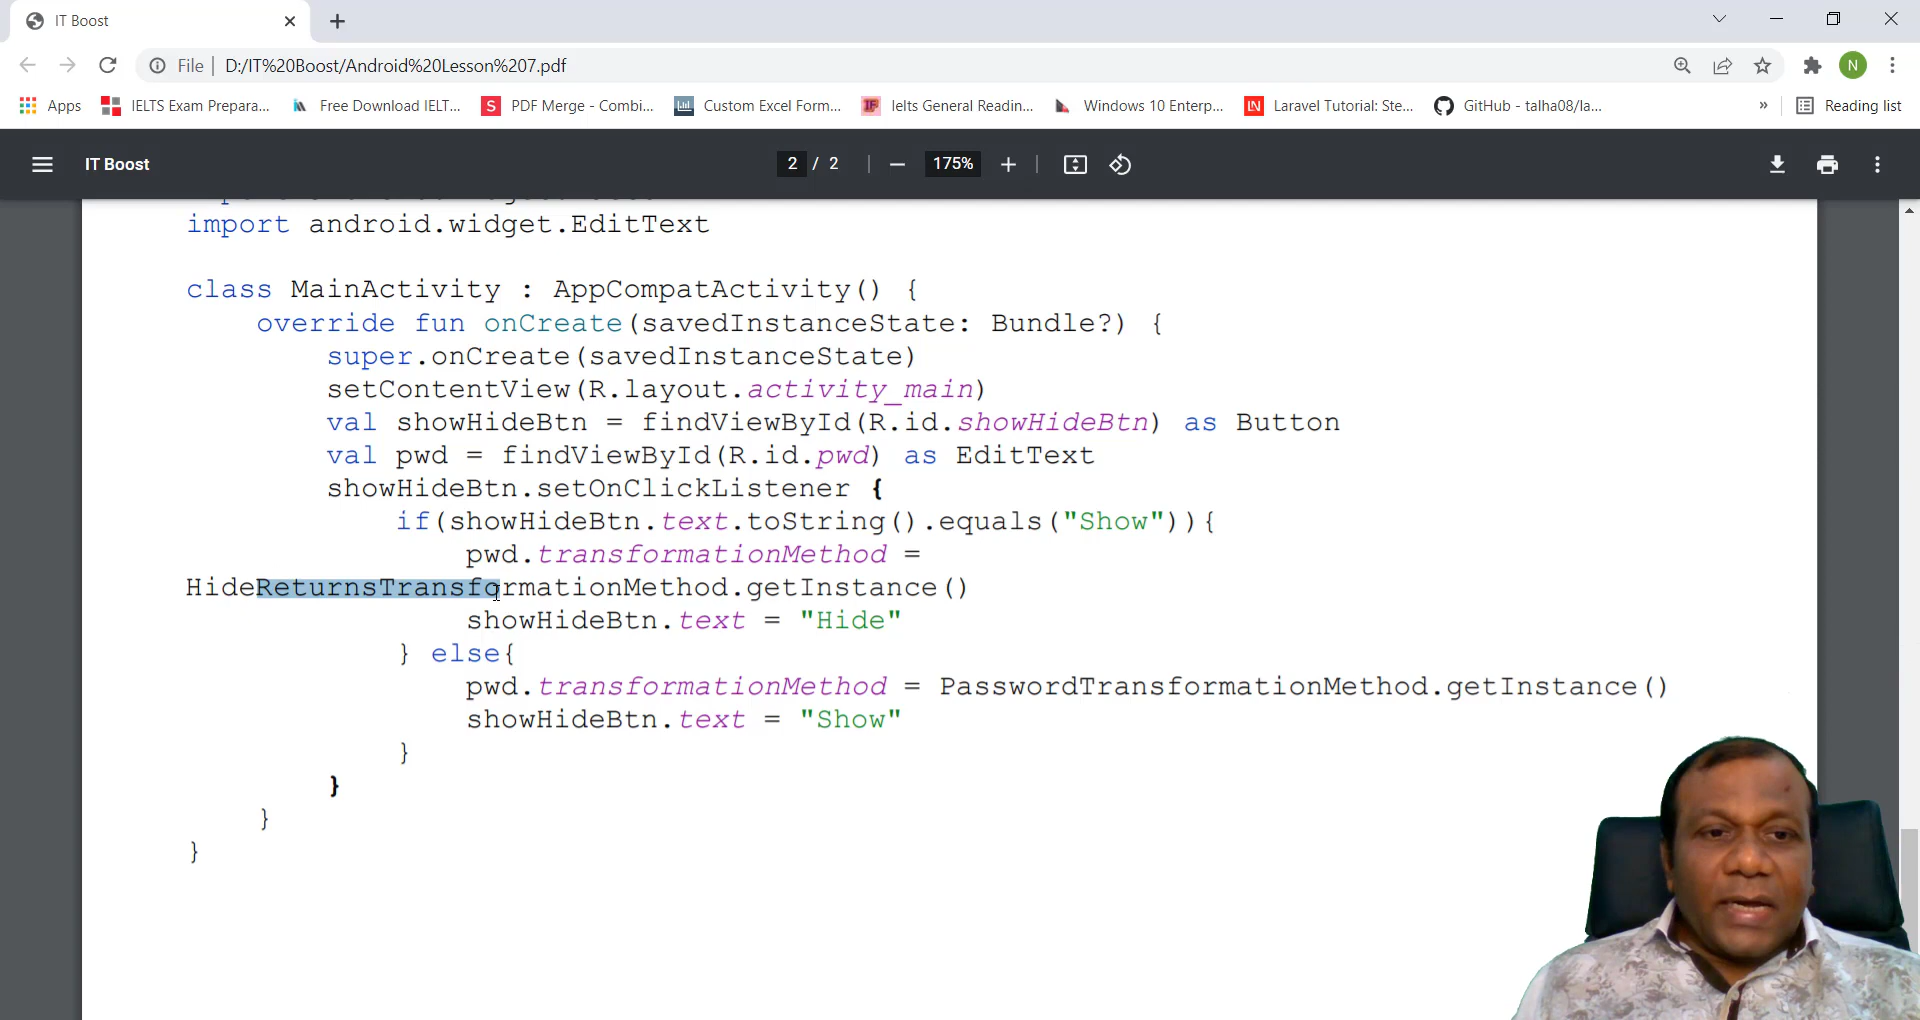 IT Boost
File | D:/IT%20Boost/Android%20Lesson%207.pdf
N
Apps IELTS Exam Prepara... Free Download IELT... S PDF Merge - Combi... Custom Excel Form... IF Ielts General Readin... Windows 10 Enterp... LN Laravel Tutorial: Ste... GitHub - talha08/la... » Reading list
IT Boost 2 / 2 175%
import android.widget.EditText
class MainActivity : AppCompatActivity() {
override fun onCreate(savedInstanceState: Bundle?) {
super.onCreate(savedInstanceState)
setContentView(R.layout.activity_main)
val showHideBtn = findViewById(R.id.showHideBtn) as Button
val pwd = findViewById(R.id.pwd) as EditText
showHideBtn.setOnClickListener {
if(showHideBtn.text.toString().equals("Show")){
pwd.transformationMethod =
HideReturnsTransformationMethod.getInstance()
showHideBtn.text = "Hide"
} else{
pwd.transformationMethod = PasswordTransformationMethod.getInstance()
showHideBtn.text = "Show"
}
}
}
}